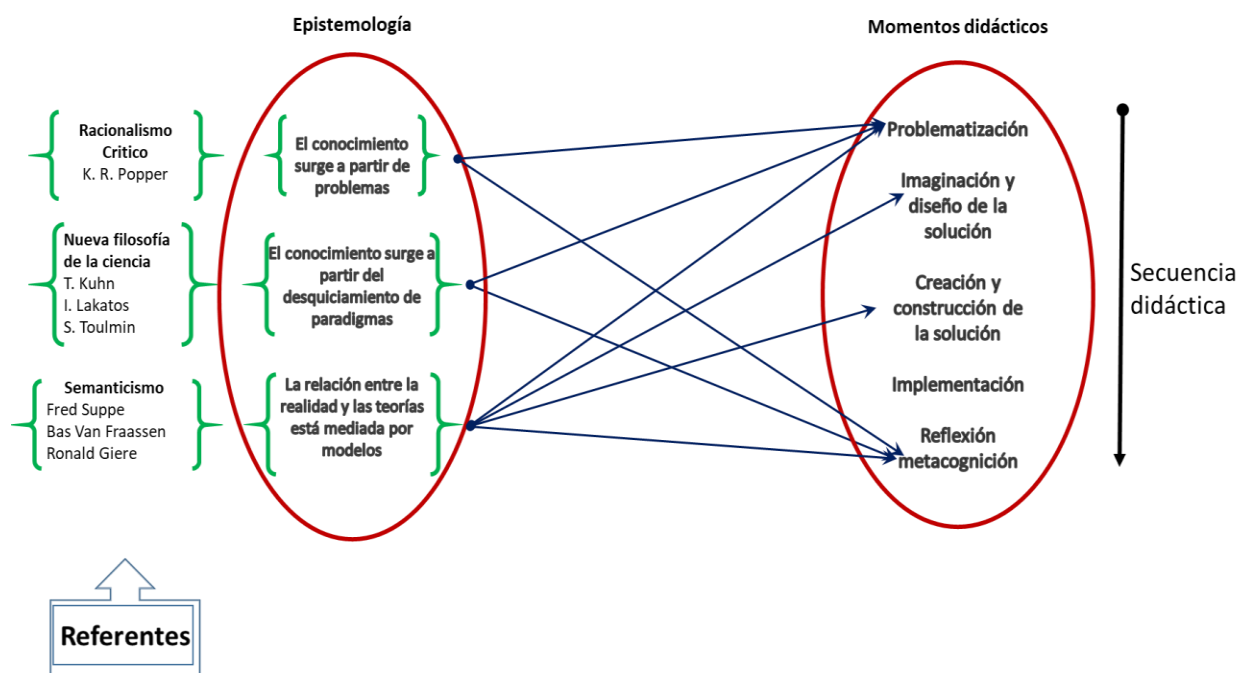 Epistemología
Momentos didácticos
Racionalismo
Critico
K. R. Popper
El conocimiento
surge a partir de
problemas
Nueva filosofía
de la ciencia
T. Kuhn
I. Lakatos
S. Toulmin
El conocimiento surge a
partir del
desquiciamiento de
paradigmas
Semanticismo
Fred Suppe
Bas Van Fraassen
Ronald Giere
La relación entre la
realidad y las teorías
está mediada por
modelos
Problematización
Imaginación y
diseño de la
solución
Creación y
construcción de
la solución
Implementación
Reflexión
metacognición
Secuencia
didáctica
Referentes